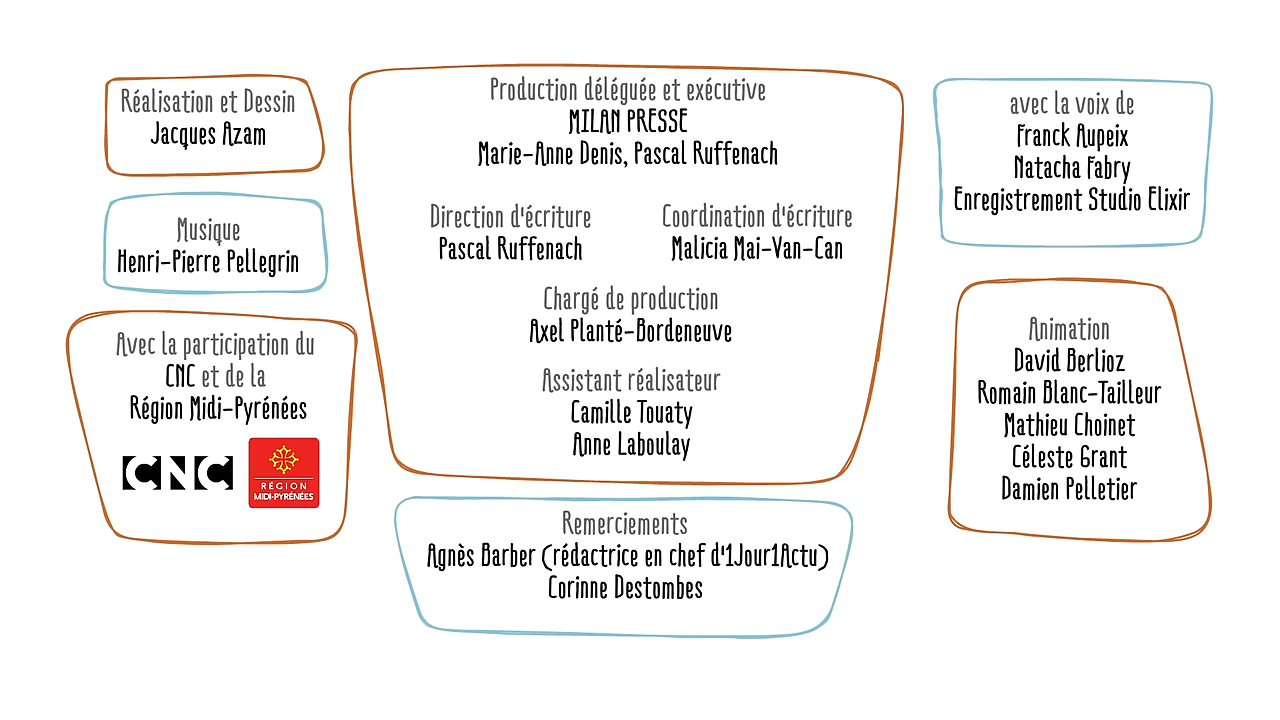 Réalisation et Dessin
Jacques Azam
Musique
Henri-Pierre Pellegrin
Avec la participation du
CNC et de la
Région Midi-Pyrénées
CNC
RÉGION
MIDI-PYRÉNÉES
Production déléguée et exécutive
MILAN PRESSE
Marie-Anne Denis, Pascal Ruffenach
Direction d'écriture
Pascal Ruffenach
Coordination d'écriture
Malicia Mai-Van-Can
Chargé de production
Axel Planté-Bordeneuve
Assistant réalisateur
Camille Touaty
Anne Laboulay
Remerciements
Agnès Barber (rédactrice en chef d'1Jour1Actu)
Corinne Destombes
avec la voix de
Franck Aupeix
Natacha Fabry
Enregistrement Studio Elixir
Animation
David Berlioz
Romain Blanc-Tailleur
Mathieu Choinet
Céleste Grant
Damien Pelletier